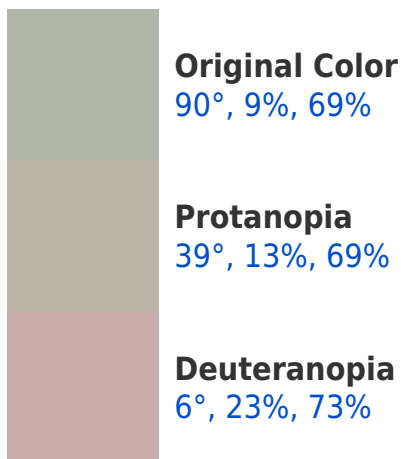 Original Color
90°, 9%, 69%
Protanopia
39°, 13%, 69%
Deuteranopia
6°, 23%, 73%